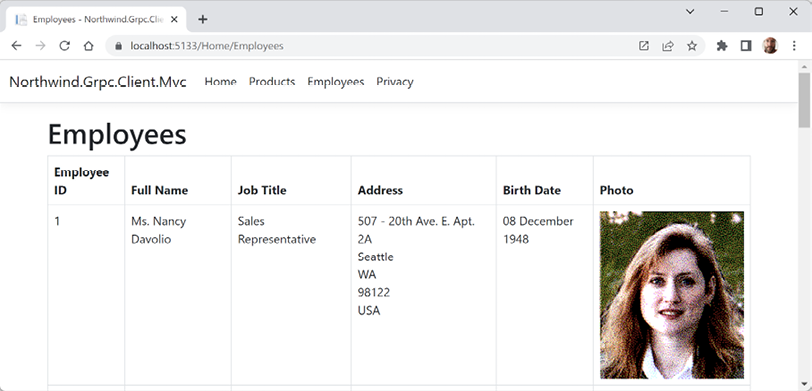 Employees - Northwind.Grpc.Clie
localhost:5133/Home/Employees
Northwind.Grpc.Client.Mvc Home Products Employees Privacy
Employees
Employee ID Full Name Job Title Address Birth Date Photo
1 Ms. Nancy Davolio Sales Representative 507 - 20th Ave. E. Apt. 2A 08 December 1948
Seattle
WA
98122
USA